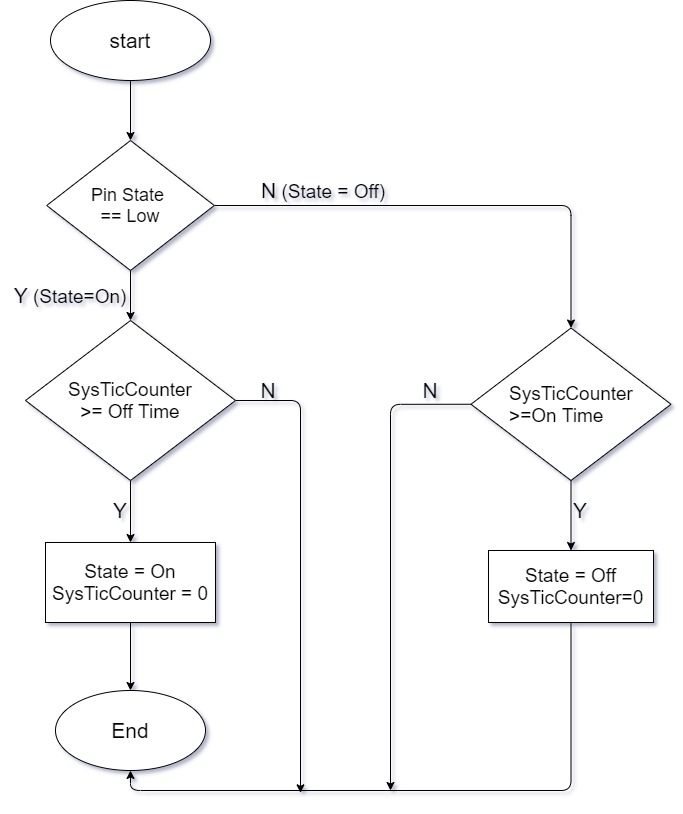 start
Pin State
== Low
N (State = Off)
Y (State=On)
SysTicCounter
>= Off Time
N
N
SysTicCounter
>=On Time
Y
Y
State = On
SysTicCounter = 0
State = Off
SysTicCounter=0
End